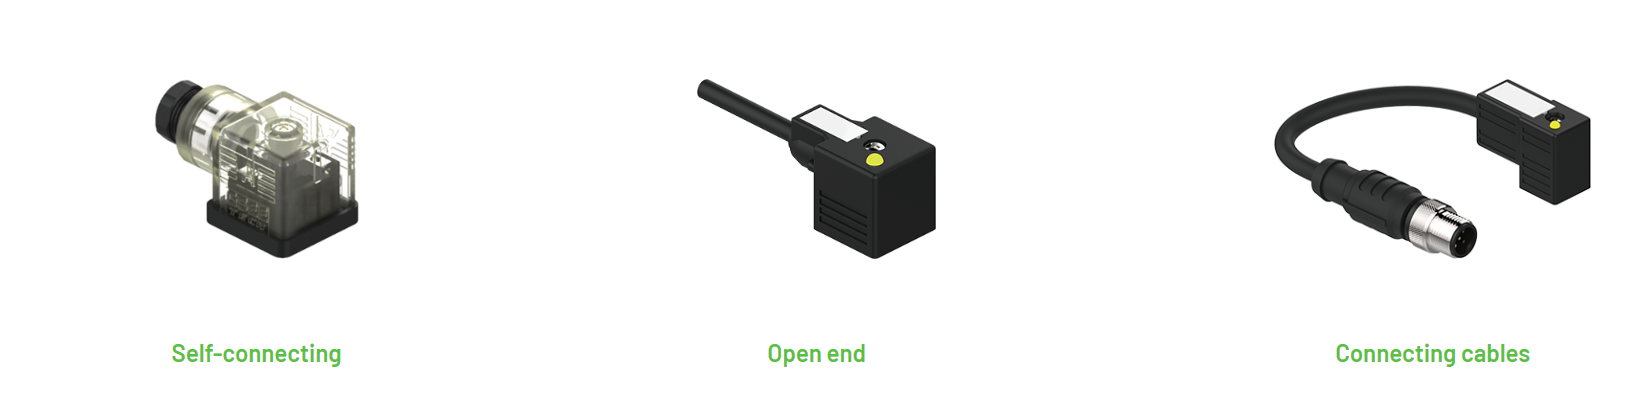 Self-connecting
Open end
Connecting cables